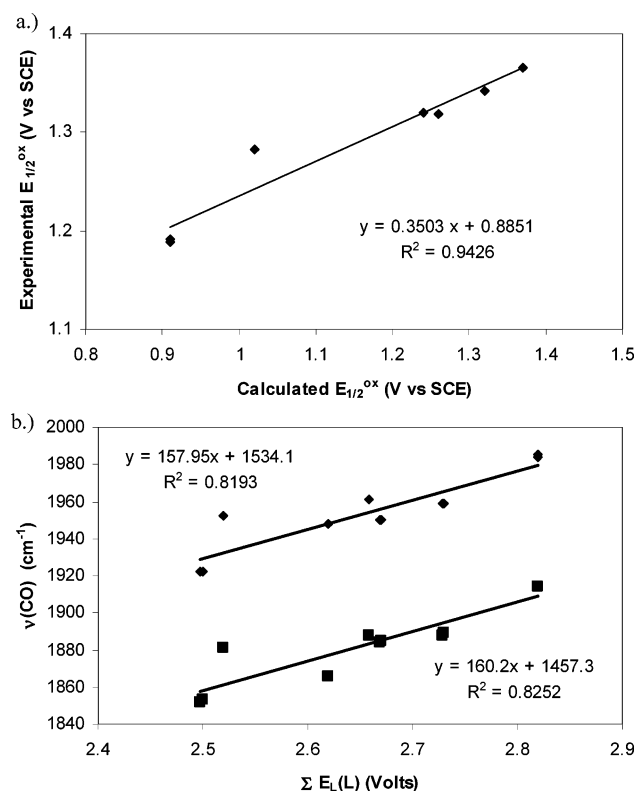 a.)
1.4
1.3
1.2
1.1
Experimental E1/2ox (V vs SCE)
y = 0.3503 x + 0.8851
R2 = 0.9426
0.8 0.9 1 1.1 1.2 1.3 1.4 1.5
Calculated E1/2ox (V vs SCE)
b.)
2000
1980
1960
1940
1920
1900
1880
1860
1840
ν(CO) (cm-1)
y = 157.95x + 1534.1
R2 = 0.8193
y = 160.2x + 1457.3
R2 = 0.8252
2.4 2.5 2.6 2.7 2.8 2.9
Σ EL(L) (Volts)